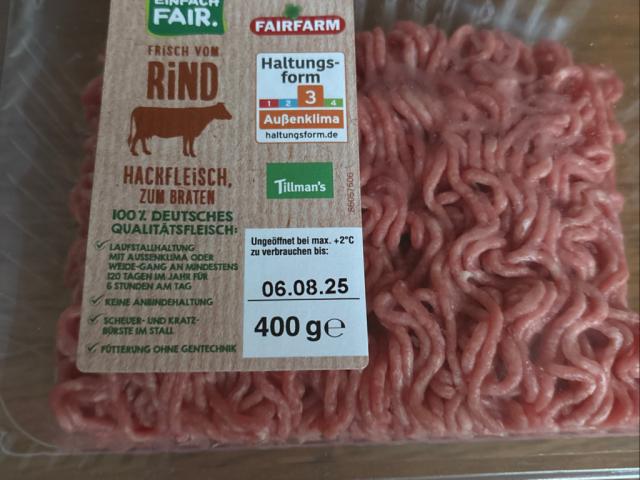 EINFACH
FAIR.
FAIRFARM
FRISCH VOM
RIND
Haltungs-
form
1 2 3 4
Außenklima
haltungsform.de
HACKFLEISCH,
ZUM BRATEN
Tillman's
100% DEUTSCHES
QUALITÄTSFLEISCH:
LAUFSTALLHALTUNG
MIT AUSSENKLIMA ODER
WEIDE-GANG AN MINDESTENS
120 TAGEN IM JAHR FÜR
6 STUNDEN AM TAG
KEINE ANBINDEHALTUNG
SCHEUER- UND KRATZ-
BÜRSTE IM STALL
FÜTTERUNG OHNE GENTECHNIK
Ungeöffnet bei max. +2°C
zu verbrauchen bis:
06.08.25
400 g℮